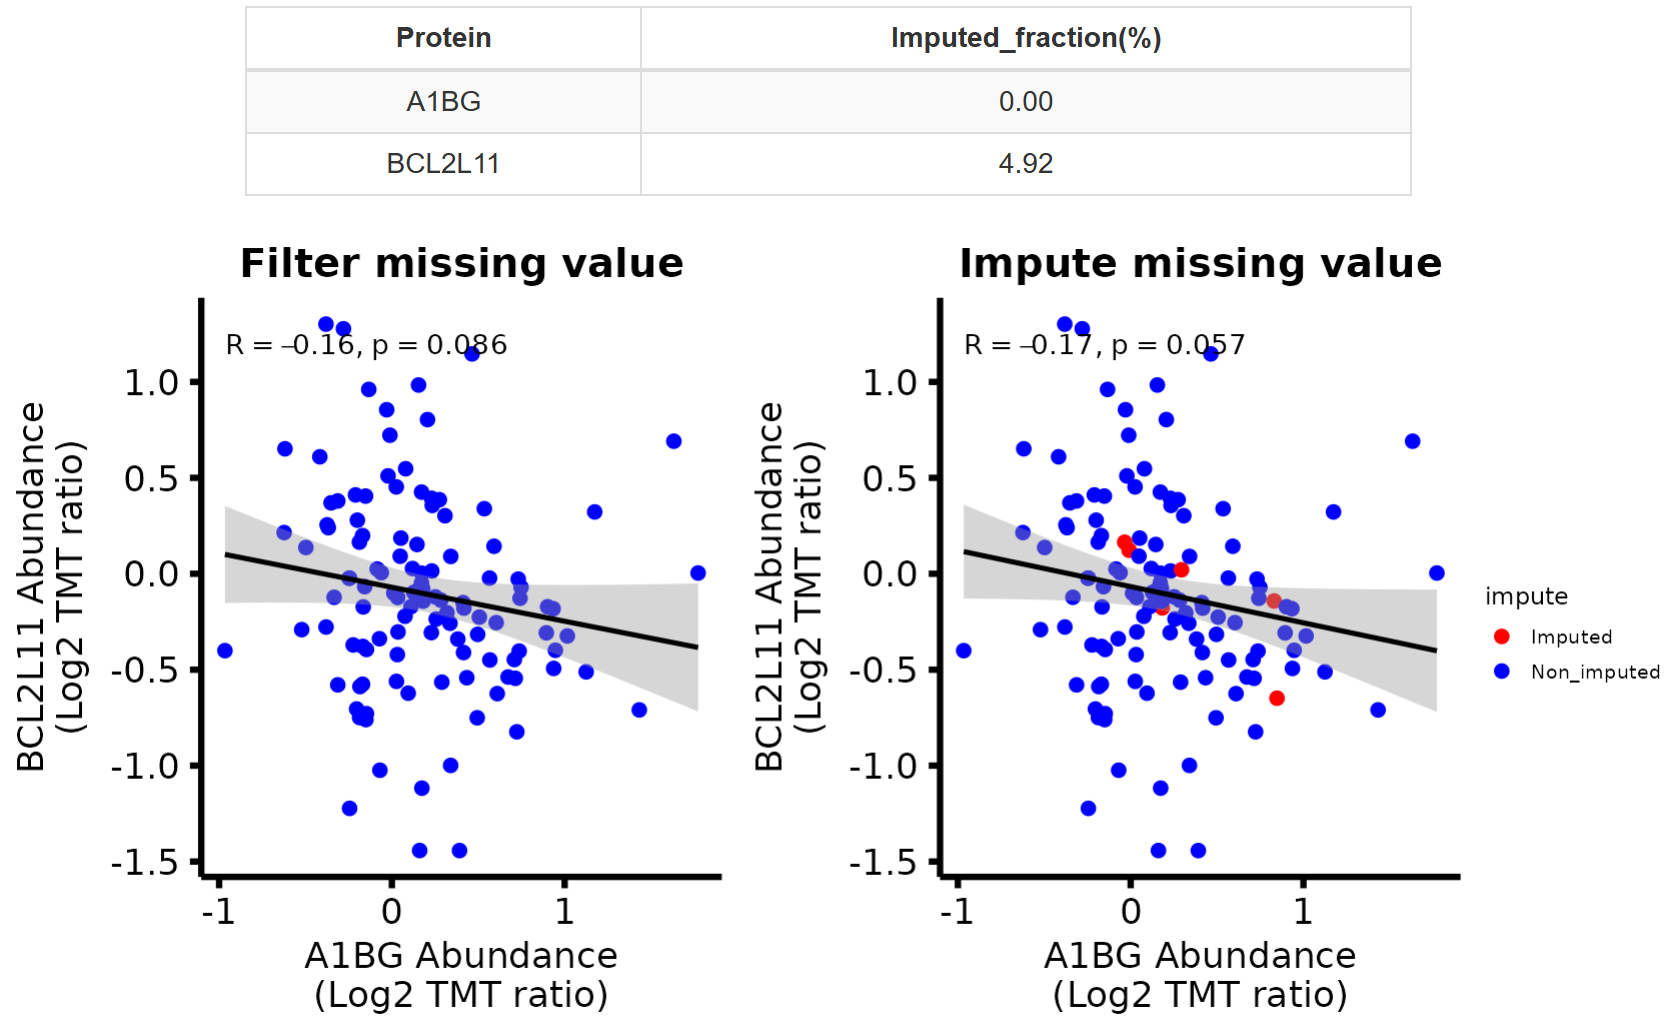 Protein Imputed_fraction(%)
A1BG 0.00
BCL2L11 4.92
Filter missing value
R = –0.16, p = 0.086
1.0
0.5
0.0
-0.5
-1.0
-1.5
-1 0 1
BCL2L11 Abundance
(Log2 TMT ratio)
A1BG Abundance
(Log2 TMT ratio)
Impute missing value
R = –0.17, p = 0.057
1.0
0.5
0.0
-0.5
-1.0
-1.5
-1 0 1
BCL2L11 Abundance
(Log2 TMT ratio)
A1BG Abundance
(Log2 TMT ratio)
impute
Imputed
Non_imputed